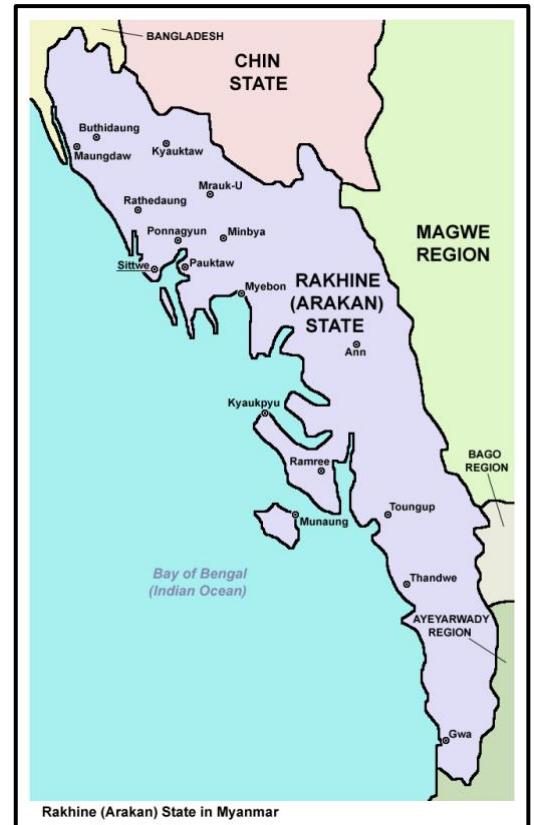 BANGLADESH
CHIN
STATE
Buthidaung
Maungdaw
Kyauktaw
Mrauk-U
Rathedaung
Ponnagyun
Minbya
MAGWE
REGION
Sittwe
Pauktaw
Myebon
RAKHINE
(ARAKAN)
STATE
Ann
Kyaukpyu
Ramree
BAGO
REGION
Munaung
Toungup
Bay of Bengal
(Indian Ocean)
Thandwe
AYEYARWADY
REGION
Gwa
Rakhine (Arakan) State in Myanmar